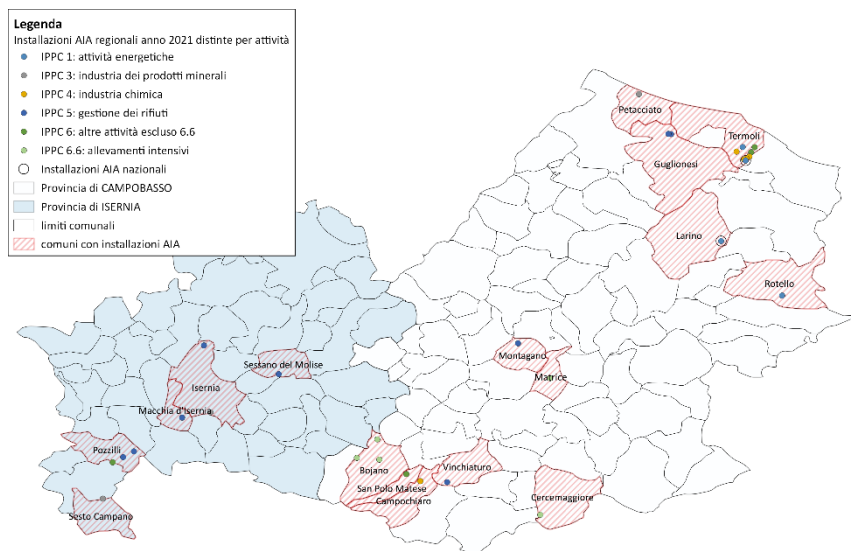 Legenda
Installazioni AIA regionali anno 2021 distinte per attività
IPPC 1: attività energetiche
IPPC 3: industria dei prodotti minerali
IPPC 4: industria chimica
IPPC 5: gestione dei rifiuti
IPPC 6: altre attività escluso 6.6
IPPC 6.6: allevamenti intensivi
Installazioni AIA nazionali
Provincia di CAMPOBASSO
Provincia di ISERNIA
limiti comunali
comuni con installazioni AIA
Petacciato
Termoli
Guglionesi
Larino
Rotello
Montagano
Matrice
Sessano del Molise
Isernia
Macchia d'Isernia
Pozzilli
Sesto Campano
Bojano
Vinchiaturo
San Polo Matese
Campochiaro
Cercemaggiore